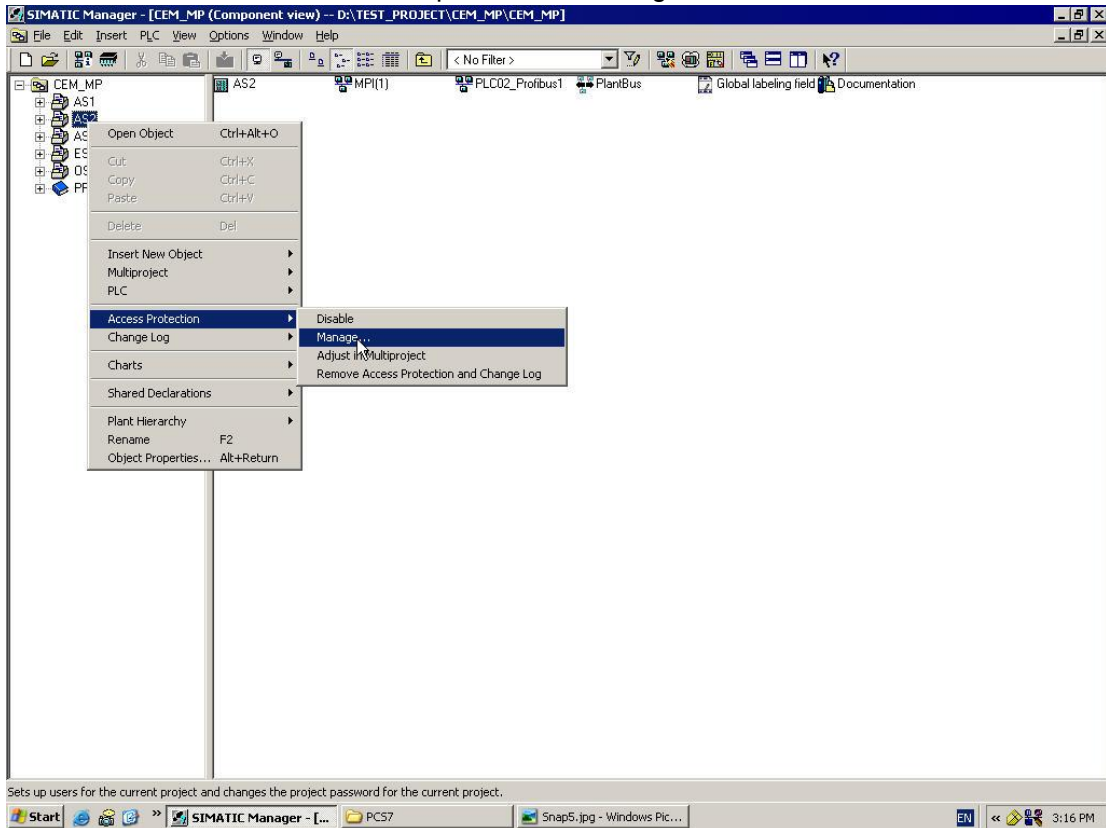 SIMATIC Manager - [CEM_MP (Component view) -- D:\TEST_PROJECT\CEM_MP\CEM_MP]
File Edit Insert PLC View Options Window Help
< No Filter >
CEM_MP
AS1
AS2
AS
ES
OS
PF
AS2 MPI(1) PLC02_Profibus1 PlantBus Global labeling field Documentation
Open Object Ctrl+Alt+O
Cut Ctrl+X
Copy Ctrl+C
Paste Ctrl+V
Delete Del
Insert New Object
Multiproject
PLC
Access Protection
Change Log
Charts
Shared Declarations
Plant Hierarchy
Rename F2
Object Properties... Alt+Return
Disable
Manage...
Adjust in Multiproject
Remove Access Protection and Change Log
Sets up users for the current project and changes the project password for the current project.
Start » SIMATIC Manager - [... PCS7 Snap5.jpg - Windows Pic... EN « 3:16 PM